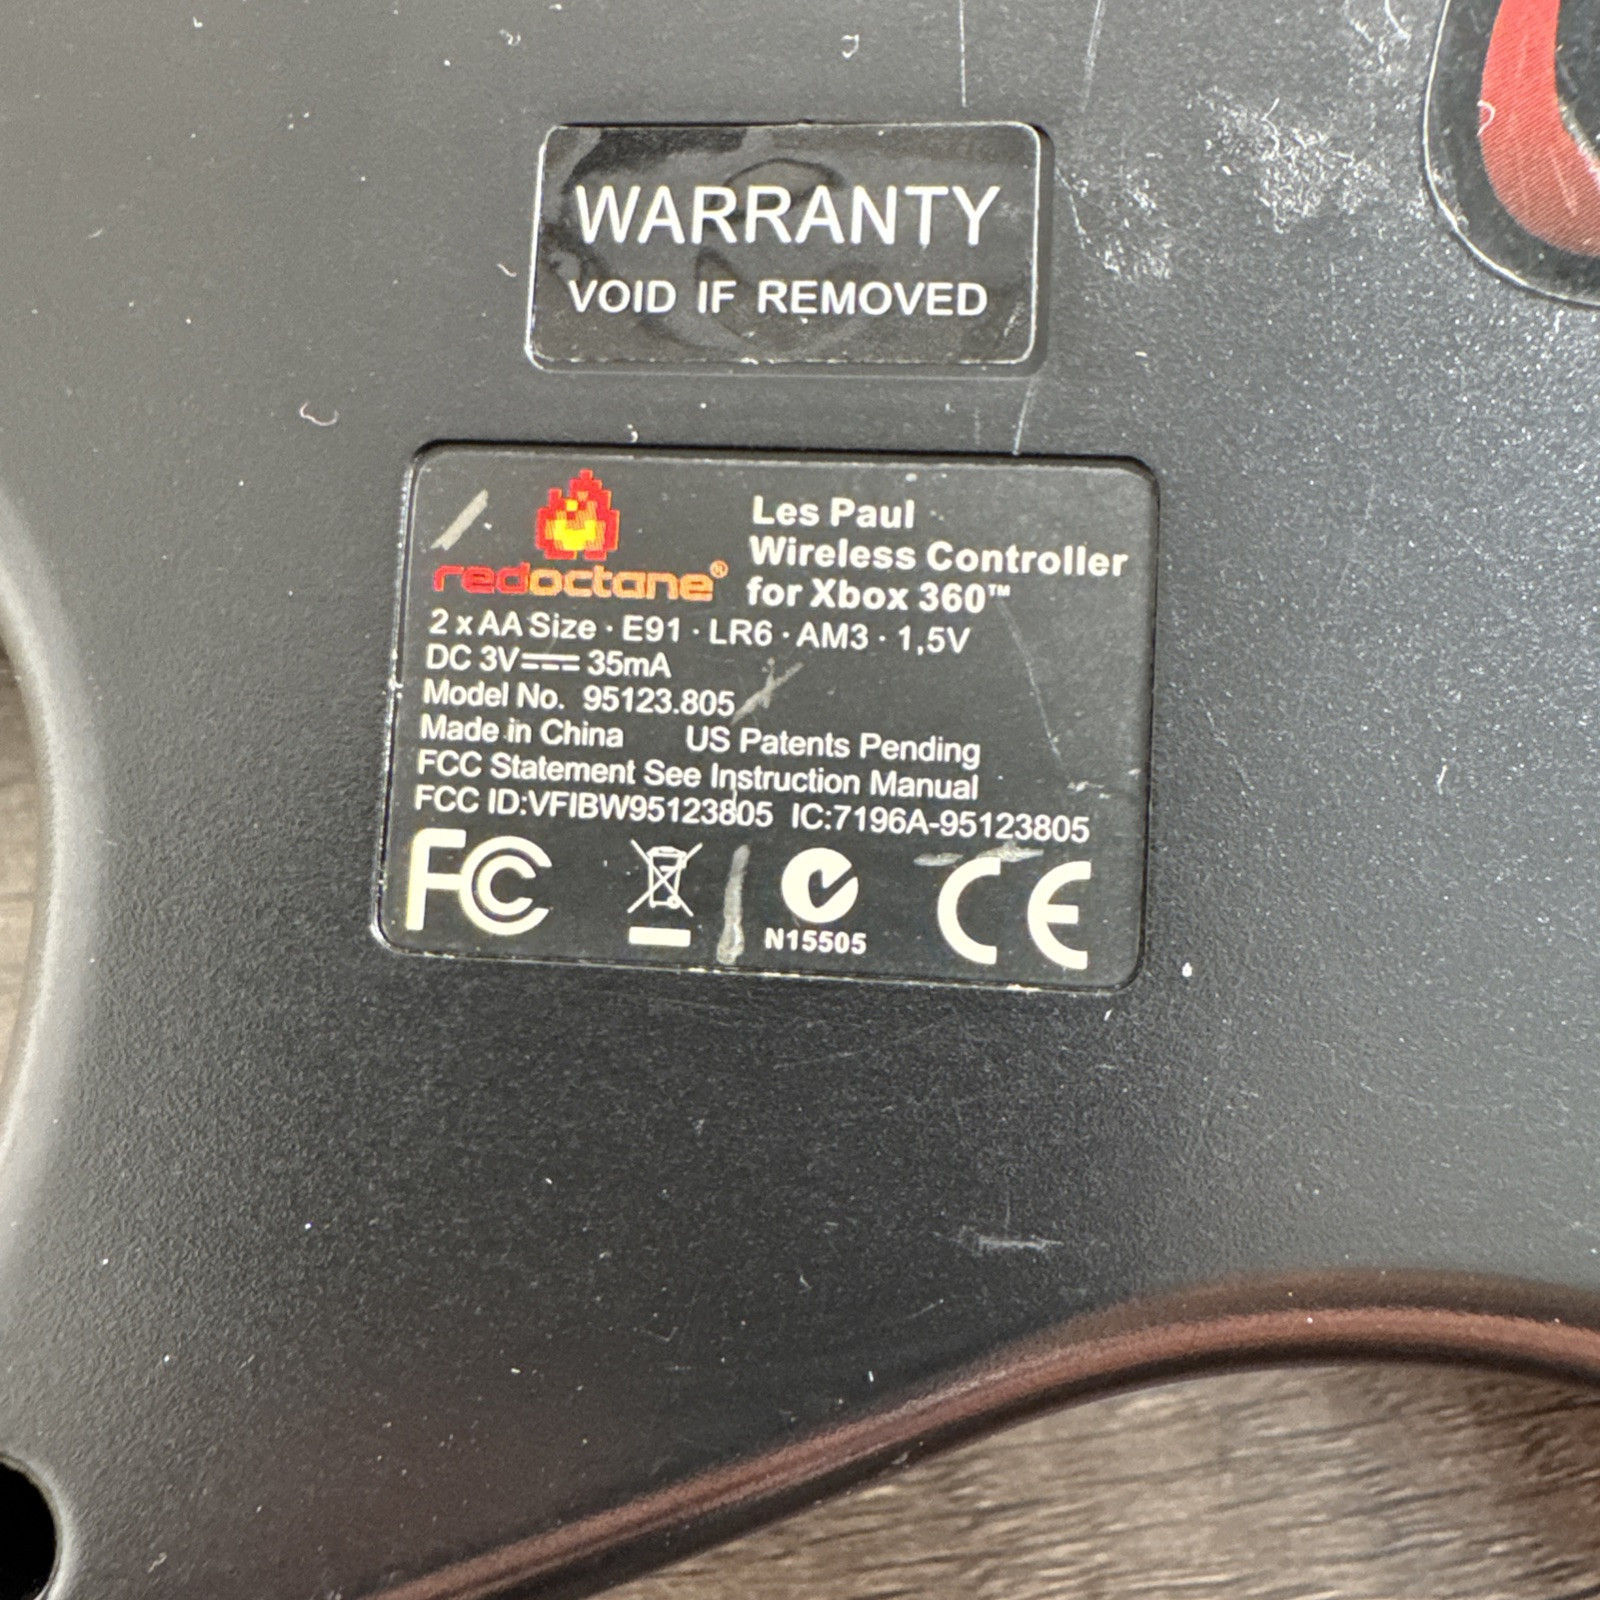 WARRANTY
VOID IF REMOVED
redoctane®
Les Paul
Wireless Controller
for Xbox 360™
2 x AA Size · E91 · LR6 · AM3 · 1,5V
DC 3V⎓ 35mA
Model No. 95123.805
Made in China US Patents Pending
FCC Statement See Instruction Manual
FCC ID:VFIBW95123805 IC:7196A-95123805
FC CE
N15505